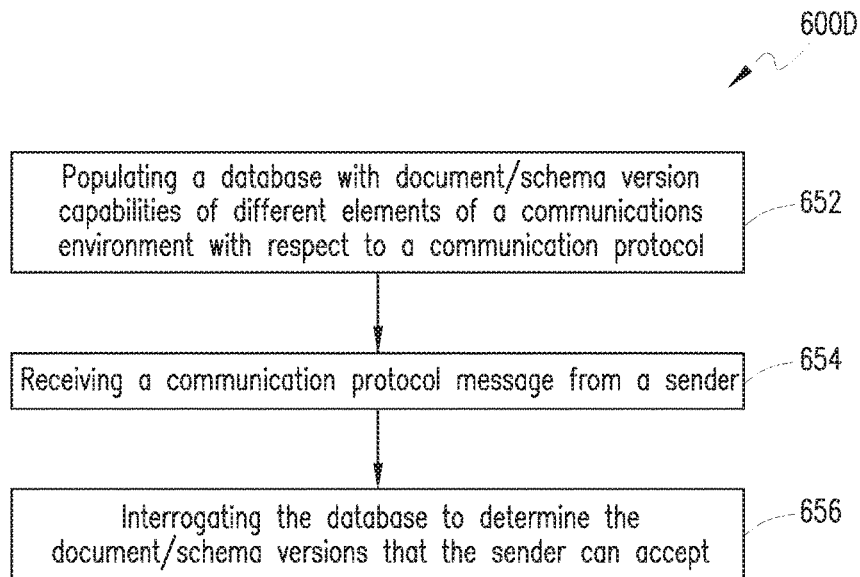 600D
Populating a database with document/schema version
capabilities of different elements of a communications
environment with respect to a communication protocol
652
Receiving a communication protocol message from a sender
654
Interrogating the database to determine the
document/schema versions that the sender can accept
656